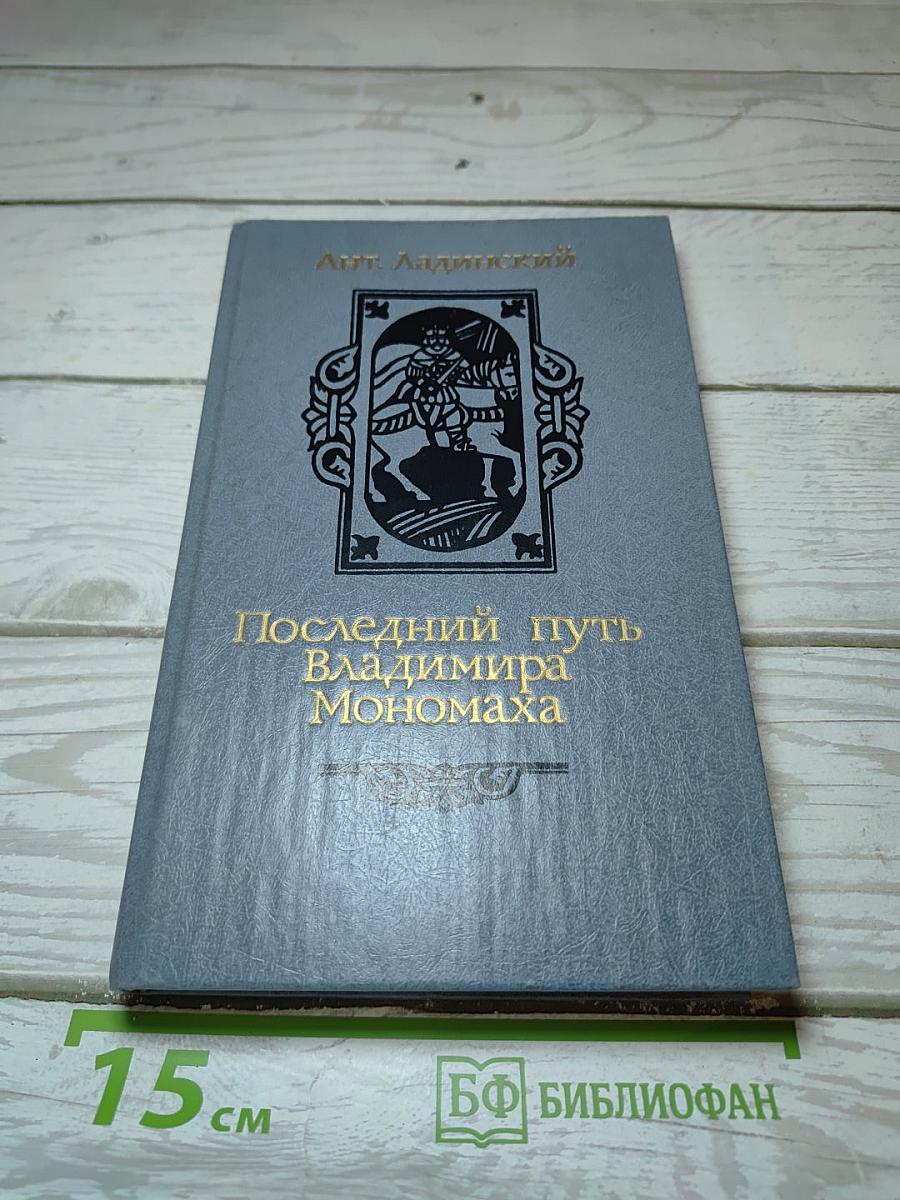 Ант. Ладинский
Последний путь
Владимира
Мономаха
15 см
БФ БИБЛИОФАН